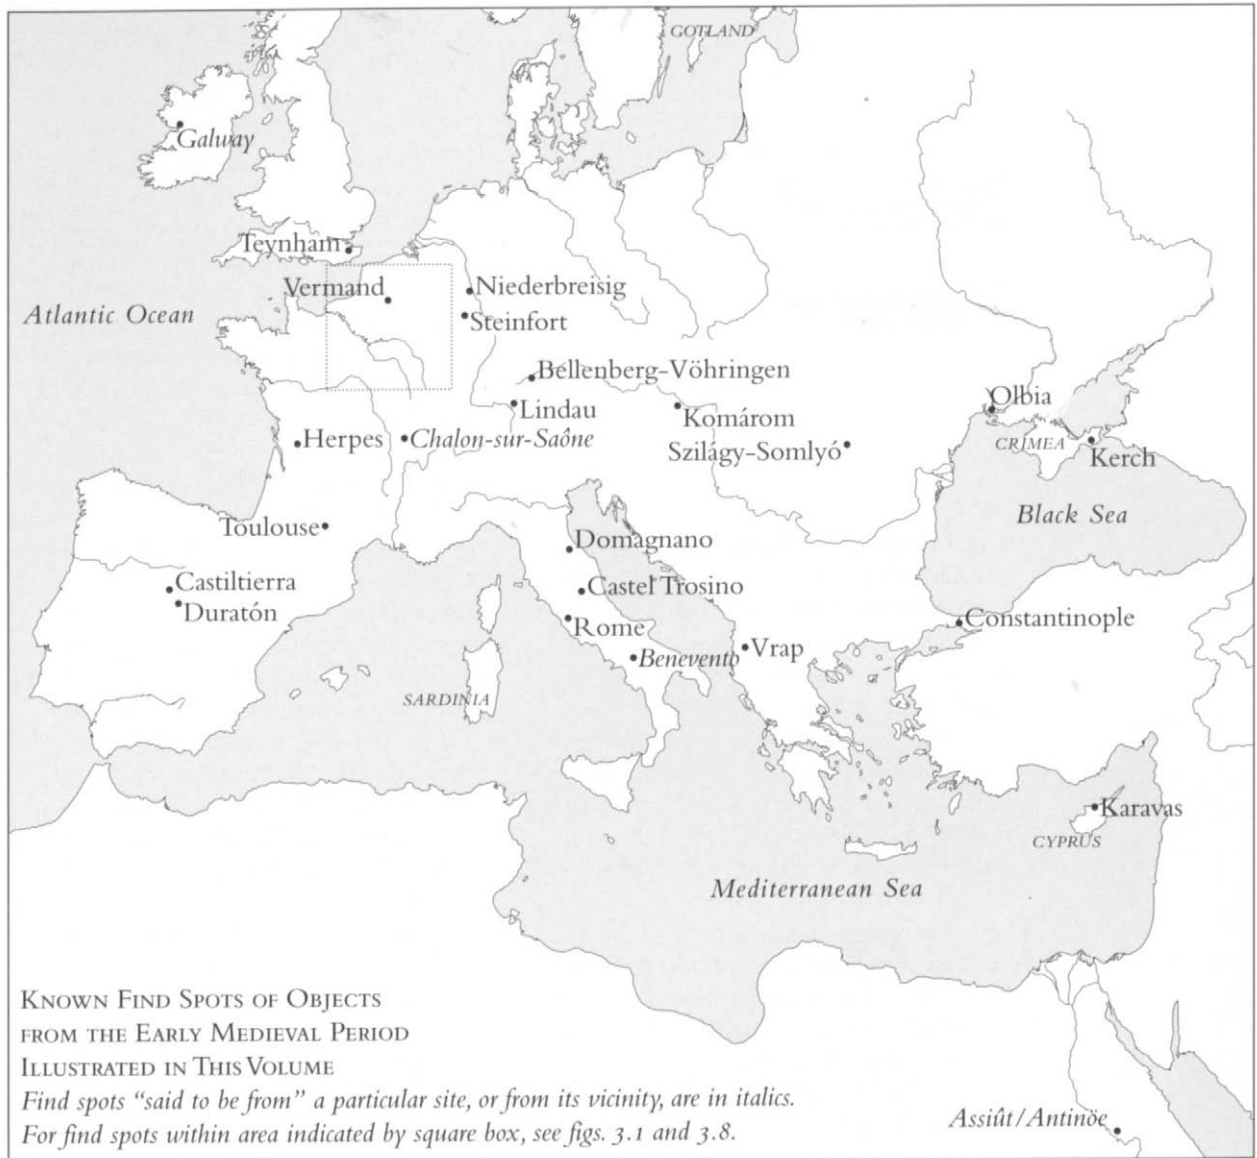 GOTLAND
Galway
Teynham
Vermand
Niederbreisig
Atlantic Ocean
Steinfort
Bellenberg-Vöhringen
Olbia
Lindau
Komárom
Herpes
Chalon-sur-Saône
Szilágy-Somlyó
CRIMEA
Kerch
Black Sea
Toulouse
Domagnano
Castiltierra
Castel Trosino
Duratón
Rome
Constantinople
Benevento
Vrap
SARDINIA
Karavas
CYPRUS
Mediterranean Sea
KNOWN FIND SPOTS OF OBJECTS
FROM THE EARLY MEDIEVAL PERIOD
ILLUSTRATED IN THIS VOLUME
Find spots “said to be from” a particular site, or from its vicinity, are in italics.
For find spots within area indicated by square box, see figs. 3.1 and 3.8.
Assiût/Antinöe